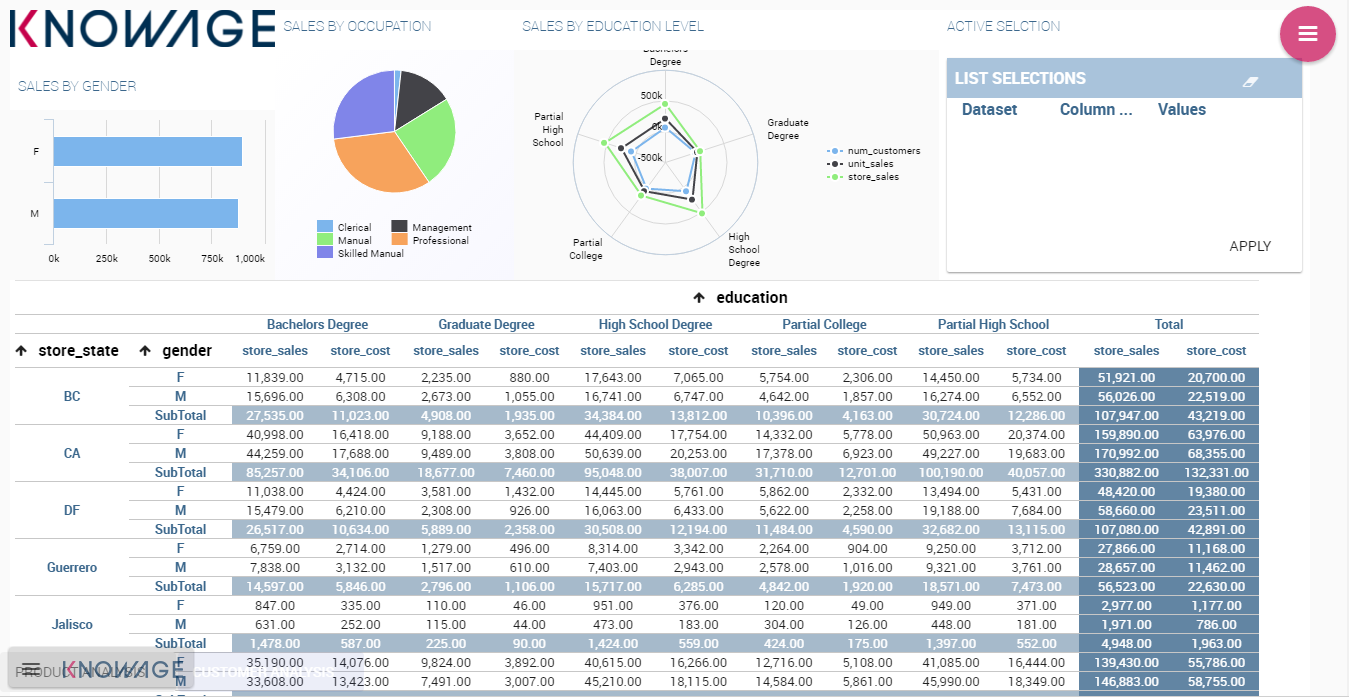 KNOWAGE
SALES BY OCCUPATION
SALES BY EDUCATION LEVEL
ACTIVE SELCTION
SALES BY GENDER
F
M
0k 250k 500k 750k 1,000k
Clerical Management
Manual Professional
Skilled Manual
Bachelors
Degree
Graduate
Degree
High
School
Degree
Partial
College
Partial
High
School
500k
0k
-500k
num_customers
unit_sales
store_sales
LIST SELECTIONS
Dataset Column ... Values
APPLY
education
Bachelors Degree Graduate Degree High School Degree Partial College Partial High School Total
store_state gender store_sales store_cost store_sales store_cost store_sales store_cost store_sales store_cost store_sales store_cost store_sales store_cost
F 11,839.00 4,715.00 2,235.00 880.00 17,643.00 7,065.00 5,754.00 2,306.00 14,450.00 5,734.00 51,921.00 20,700.00
BC M 15,696.00 6,308.00 2,673.00 1,055.00 16,741.00 6,747.00 4,642.00 1,857.00 16,274.00 6,552.00 56,026.00 22,519.00
SubTotal 27,535.00 11,023.00 4,908.00 1,935.00 34,384.00 13,812.00 10,396.00 4,163.00 30,724.00 12,286.00 107,947.00 43,219.00
F 40,998.00 16,418.00 9,188.00 3,652.00 44,409.00 17,754.00 14,332.00 5,778.00 50,963.00 20,374.00 159,890.00 63,976.00
CA M 44,259.00 17,688.00 9,489.00 3,808.00 50,639.00 20,253.00 17,378.00 6,923.00 49,227.00 19,683.00 170,992.00 68,355.00
SubTotal 85,257.00 34,106.00 18,677.00 7,460.00 95,048.00 38,007.00 31,710.00 12,701.00 100,190.00 40,057.00 330,882.00 132,331.00
F 11,038.00 4,424.00 3,581.00 1,432.00 14,445.00 5,761.00 5,862.00 2,332.00 13,494.00 5,431.00 48,420.00 19,380.00
DF M 15,479.00 6,210.00 2,308.00 926.00 16,063.00 6,433.00 5,622.00 2,258.00 19,188.00 7,684.00 58,660.00 23,511.00
SubTotal 26,517.00 10,634.00 5,889.00 2,358.00 30,508.00 12,194.00 11,484.00 4,590.00 32,682.00 13,115.00 107,080.00 42,891.00
F 6,759.00 2,714.00 1,279.00 496.00 8,314.00 3,342.00 2,264.00 904.00 9,250.00 3,712.00 27,866.00 11,168.00
Guerrero M 7,838.00 3,132.00 1,517.00 610.00 7,403.00 2,943.00 2,578.00 1,016.00 9,321.00 3,761.00 28,657.00 11,462.00
SubTotal 14,597.00 5,846.00 2,796.00 1,106.00 15,717.00 6,285.00 4,842.00 1,920.00 18,571.00 7,473.00 56,523.00 22,630.00
F 847.00 335.00 110.00 46.00 951.00 376.00 120.00 49.00 949.00 371.00 2,977.00 1,177.00
Jalisco M 631.00 252.00 115.00 44.00 473.00 183.00 304.00 126.00 448.00 181.00 1,971.00 786.00
SubTotal 1,478.00 587.00 225.00 90.00 1,424.00 559.00 424.00 175.00 1,397.00 552.00 4,948.00 1,963.00
F 35,190.00 14,076.00 9,824.00 3,892.00 40,615.00 16,266.00 12,716.00 5,108.00 41,085.00 16,444.00 139,430.00 55,786.00
PRODUCT ANALYSIS KNOWAGE CUSTOMER ANALYSIS
M 33,608.00 13,423.00 7,491.00 3,007.00 45,210.00 18,115.00 14,584.00 5,861.00 45,990.00 18,349.00 146,883.00 58,755.00